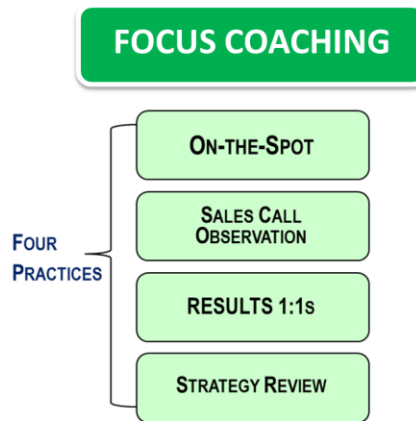 FOCUS COACHING
ON-THE-SPOT
SALES CALL
OBSERVATION
FOUR
PRACTICES
RESULTS 1:1S
STRATEGY REVIEW